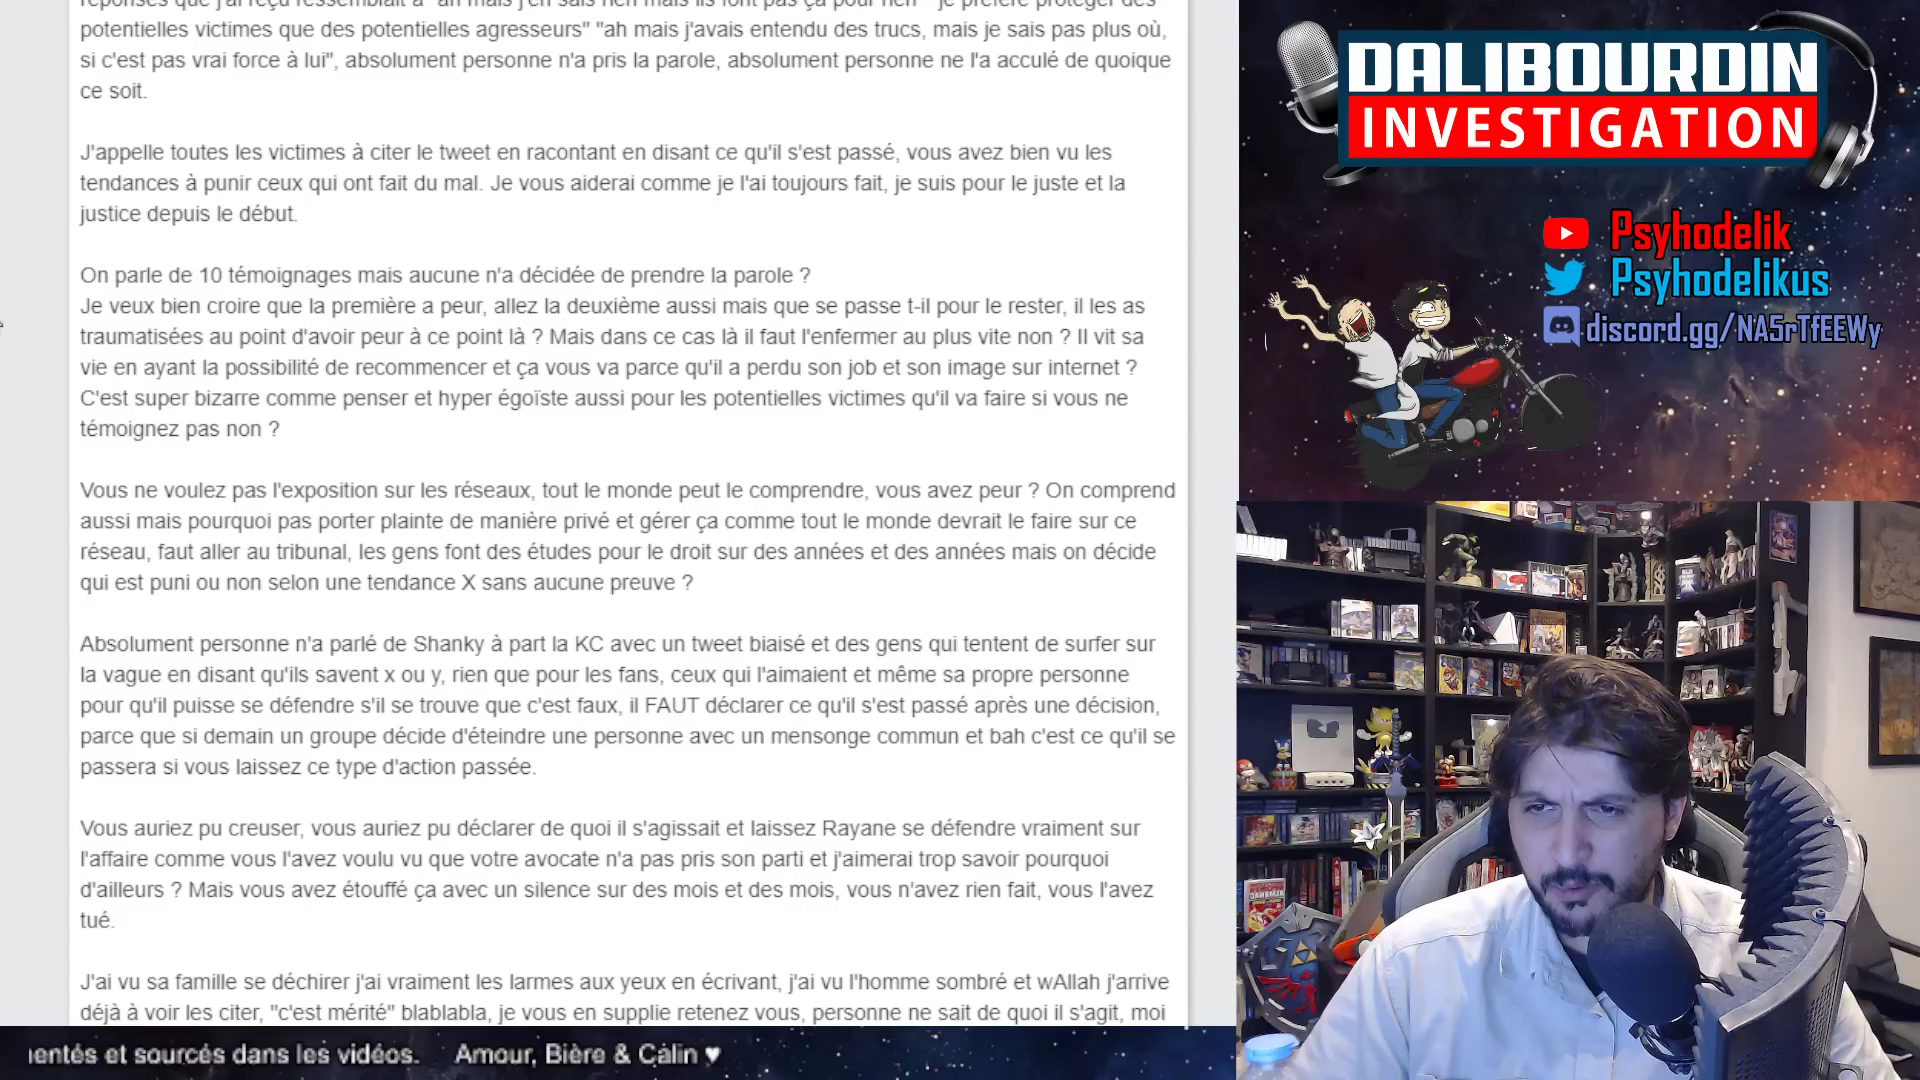 réponses que j'ai reçu ressemblait à "ah mais j'en sais rien mais ils font pas ça pour rien" "je préfère protéger des
potentielles victimes que des potentielles agresseurs" "ah mais j'avais entendu des trucs, mais je sais pas plus où,
si c'est pas vrai force à lui", absolument personne n'a pris la parole, absolument personne ne l'a acculé de quoique
ce soit.
J'appelle toutes les victimes à citer le tweet en racontant en disant ce qu'il s'est passé, vous avez bien vu les
tendances à punir ceux qui ont fait du mal. Je vous aiderai comme je l'ai toujours fait, je suis pour le juste et la
justice depuis le début.
On parle de 10 témoignages mais aucune n'a décidée de prendre la parole ?
Je veux bien croire que la première a peur, allez la deuxième aussi mais que se passe t-il pour le rester, il les as
traumatisées au point d'avoir peur à ce point là ? Mais dans ce cas là il faut l'enfermer au plus vite non ? Il vit sa
vie en ayant la possibilité de recommencer et ça vous va parce qu'il a perdu son job et son image sur internet ?
C'est super bizarre comme penser et hyper égoïste aussi pour les potentielles victimes qu'il va faire si vous ne
témoignez pas non ?
Vous ne voulez pas l'exposition sur les réseaux, tout le monde peut le comprendre, vous avez peur ? On comprend
aussi mais pourquoi pas porter plainte de manière privé et gérer ça comme tout le monde devrait le faire sur ce
réseau, faut aller au tribunal, les gens font des études pour le droit sur des années et des années mais on décide
qui est puni ou non selon une tendance X sans aucune preuve ?
Absolument personne n'a parlé de Shanky à part la KC avec un tweet biaisé et des gens qui tentent de surfer sur
la vague en disant qu'ils savent x ou y, rien que pour les fans, ceux qui l'aimaient et même sa propre personne
pour qu'il puisse se défendre s'il se trouve que c'est faux, il FAUT déclarer ce qu'il s'est passé après une décision,
parce que si demain un groupe décide d'éteindre une personne avec un mensonge commun et bah c'est ce qu'il se
passera si vous laissez ce type d'action passée.
Vous auriez pu creuser, vous auriez pu déclarer de quoi il s'agissait et laissez Rayane se défendre vraiment sur
l'affaire comme vous l'avez voulu vu que votre avocate n'a pas pris son parti et j'aimerai trop savoir pourquoi
d'ailleurs ? Mais vous avez étouffé ça avec un silence sur des mois et des mois, vous n'avez rien fait, vous l'avez
tué.
J'ai vu sa famille se déchirer j'ai vraiment les larmes aux yeux en écrivant, j'ai vu l'homme sombré et wAllah j'arrive
déjà à voir les citer, "c'est mérité" blablabla, je vous en supplie retenez vous, personne ne sait de quoi il s'agit, moi
entés et sourcés dans les vidéos. Amour, Bière & Câlin ♥
DALIBOURDIN
INVESTIGATION
Psyhodelik
Psyhodelikus
discord.gg/NA5rTfEEWy